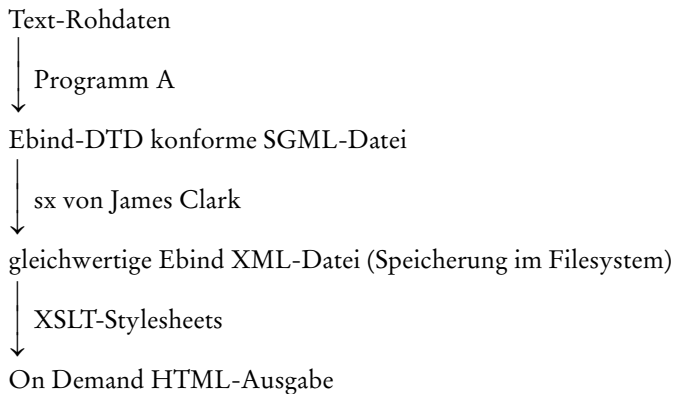 Text-Rohdaten
Programm A
Ebind-DTD konforme SGML-Datei
sx von James Clark
gleichwertige Ebind XML-Datei (Speicherung im Filesystem)
XSLT-Stylesheets
On Demand HTML-Ausgabe